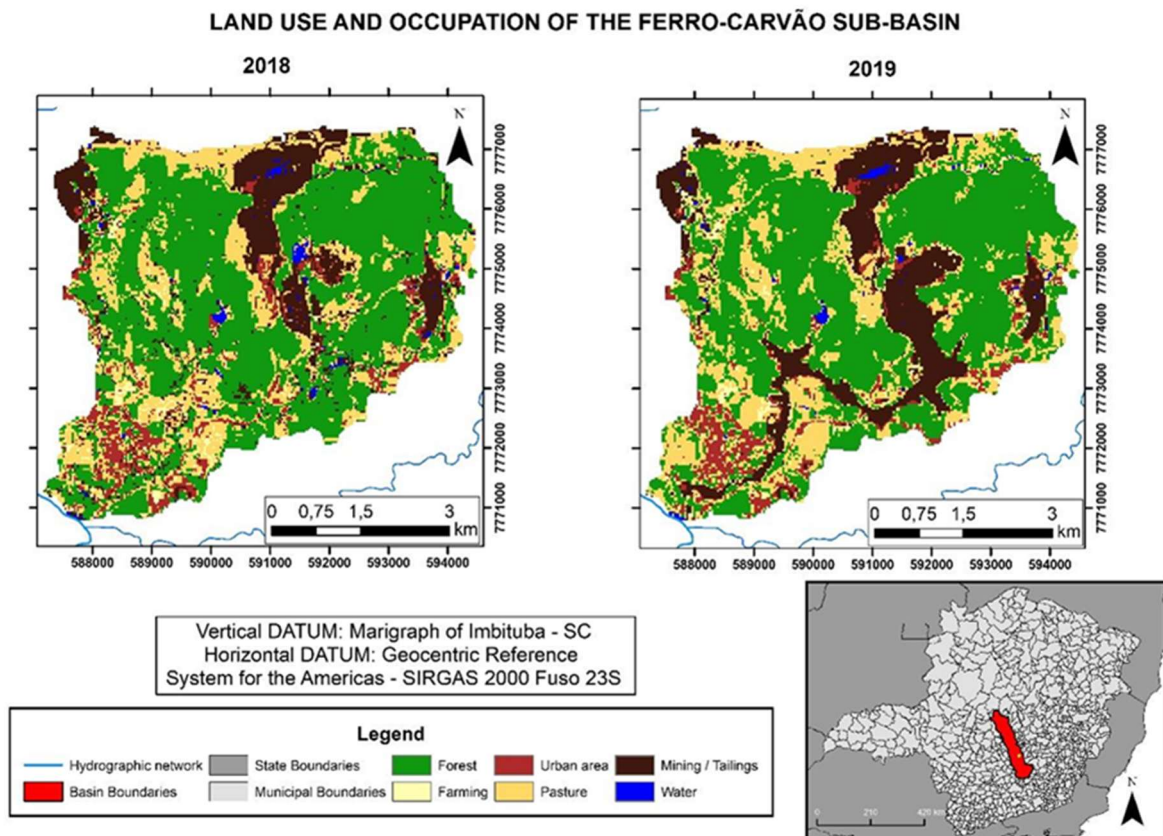 LAND USE AND OCCUPATION OF THE FERRO-CARVÃO SUB-BASIN
2018
2019
N
N
7777000
7776000
7775000
7774000
7773000
7772000
7771000
7777000
7776000
7775000
7774000
7773000
7772000
7771000
0 0,75 1,5 3
km
0 0,75 1,5 3
km
588000 589000 590000 591000 592000 593000 594000
588000 589000 590000 591000 592000 593000 594000
Vertical DATUM: Marigraph of Imbituba - SC
Horizontal DATUM: Geocentric Reference
System for the Americas - SIRGAS 2000 Fuso 23S
Legend
Hydrographic network State Boundaries Forest Urban area Mining / Tailings
Basin Boundaries Municipal Boundaries Farming Pasture Water
N
0 210 420 km